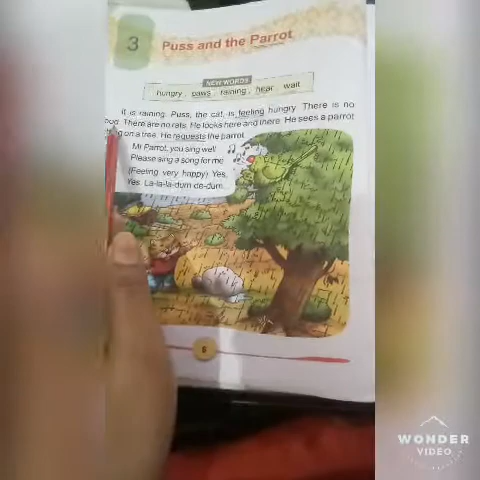 3
Puss and the Parrot
NEW WORDS
hungry paws raining hear wait
It is raining. Puss, the cat, is feeling hungry There is no
There are no rats. He looks here and there. He sees a parrot
on a tree. He requests the parrot
Mr Parrot, you sing well
Please sing a song for me
(Feeling very happy) Yes,
Yes. La-la-la-dum de-dum.
6
WONDER
VIDEO